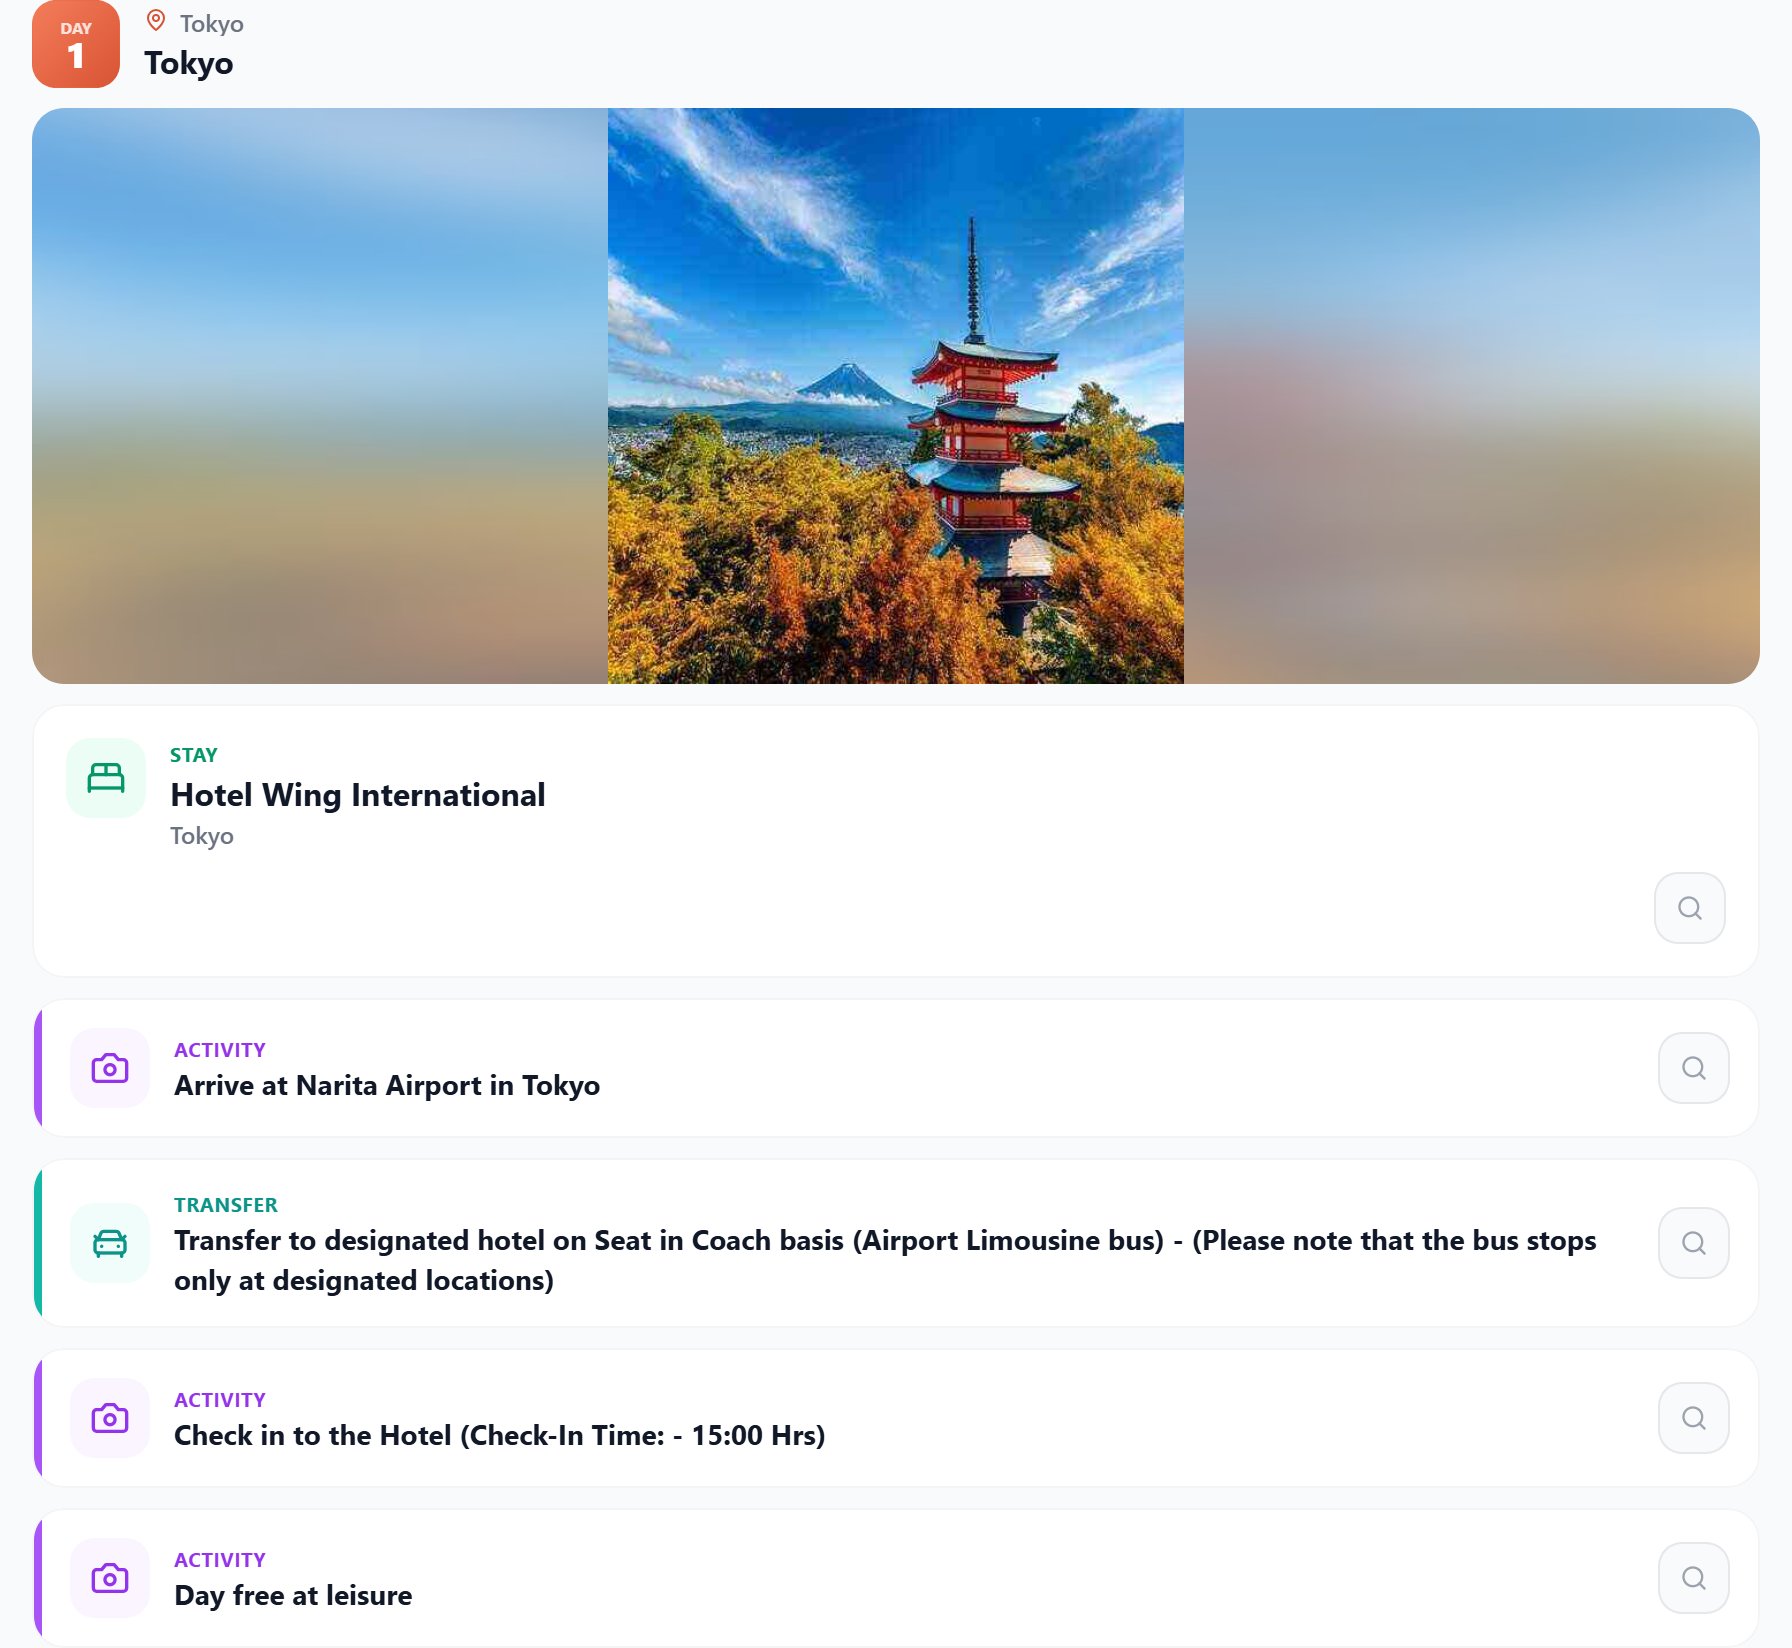 DAY
1
Tokyo
Tokyo
STAY
Hotel Wing International
Tokyo
ACTIVITY
Arrive at Narita Airport in Tokyo
TRANSFER
Transfer to designated hotel on Seat in Coach basis (Airport Limousine bus) - (Please note that the bus stops
only at designated locations)
ACTIVITY
Check in to the Hotel (Check-In Time: - 15:00 Hrs)
ACTIVITY
Day free at leisure